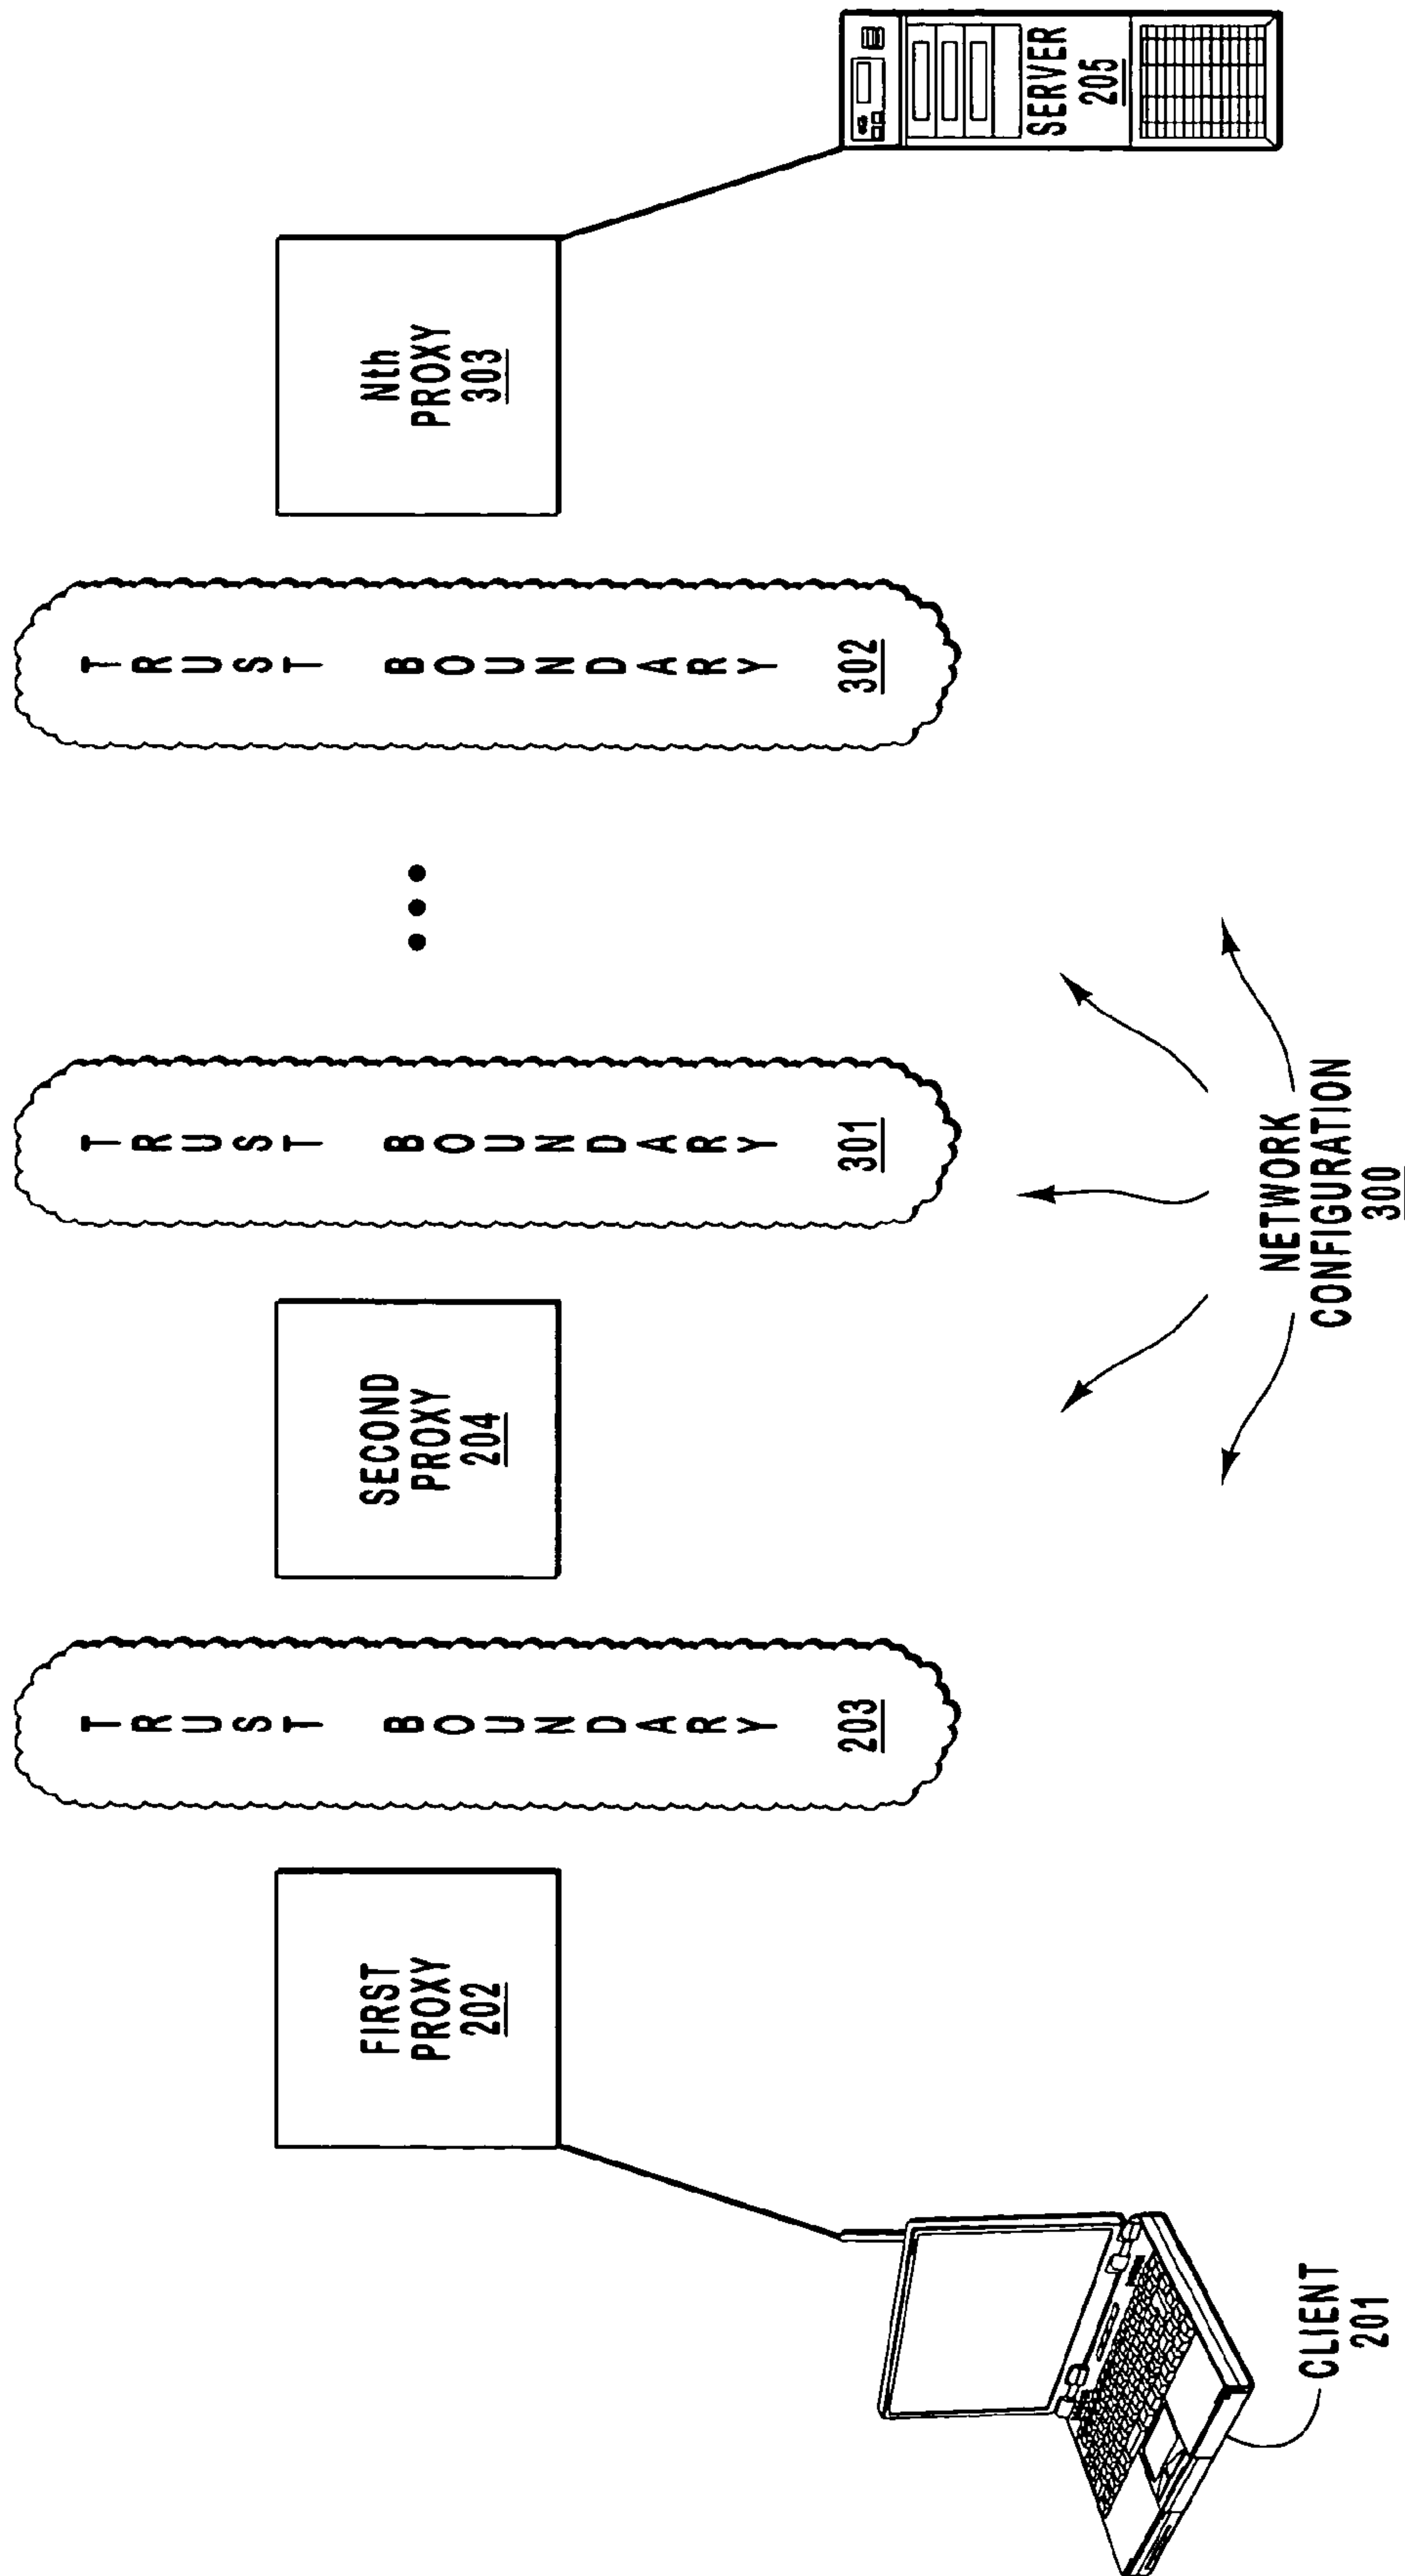 FIRST
PROXY
202
TRUST BOUNDARY
203
SECOND
PROXY
204
TRUST BOUNDARY
301
TRUST BOUNDARY
302
Nth
PROXY
303
CLIENT
201
NETWORK
CONFIGURATION
300
SERVER
205